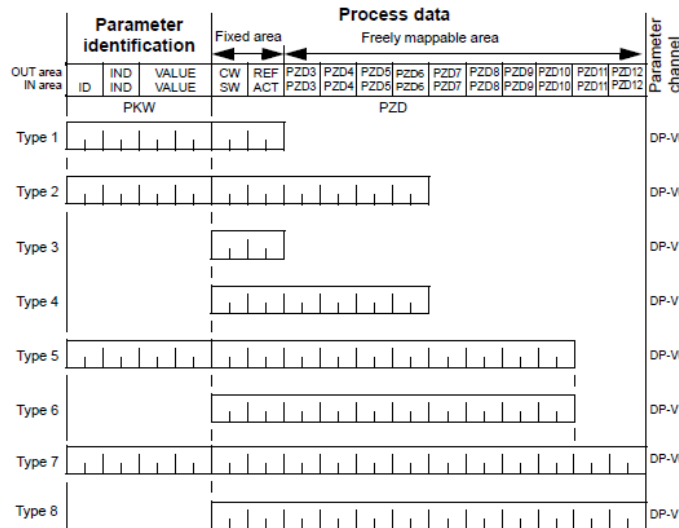 Process data
Parameter identification
Fixed area
Freely mappable area
Parameter channel
OUT area IND VALUE CW REF PZD3 PZD4 PZD5 PZD6 PZD7 PZD8 PZD9 PZD10 PZD11 PZD12
IN area ID IND VALUE SW ACT PZD3 PZD4 PZD5 PZD6 PZD7 PZD8 PZD9 PZD10 PZD11 PZD12
PKW PZD
Type 1
Type 2
Type 3
Type 4
Type 5
Type 6
Type 7
Type 8